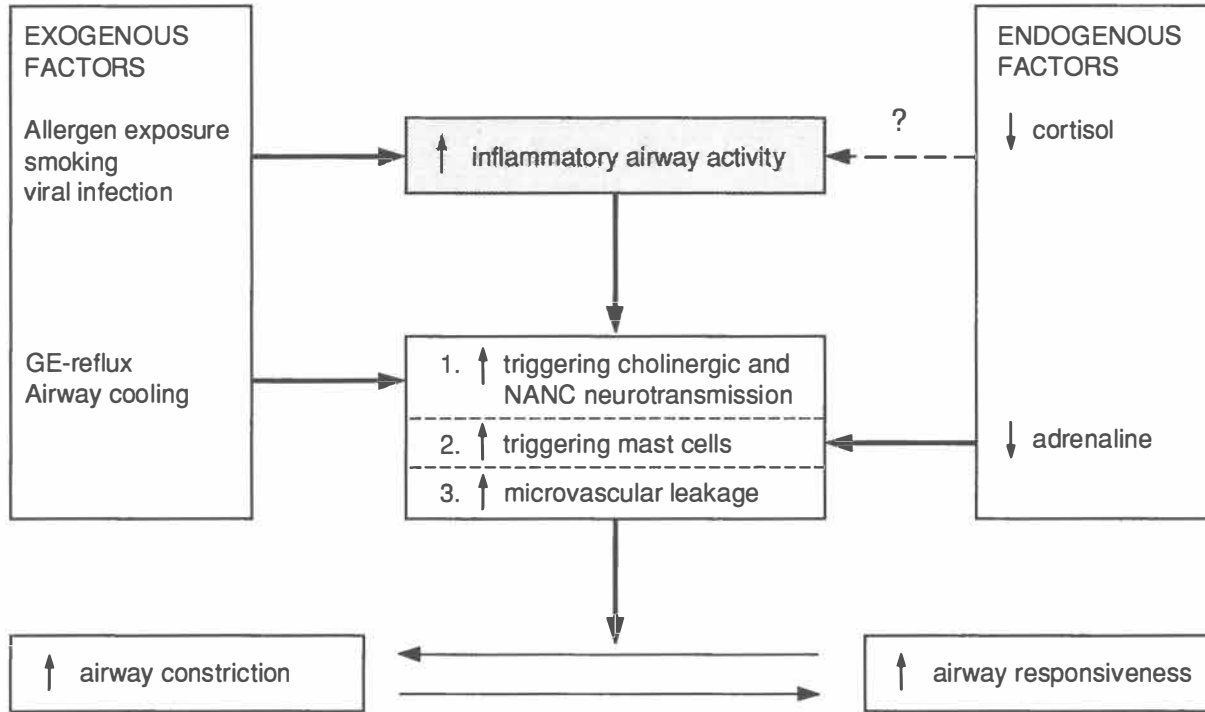 EXOGENOUS
FACTORS
Allergen exposure
smoking
viral infection
GE-reflux
Airway cooling
↑ inflammatory airway activity
?
1. ↑ triggering cholinergic and
NANC neurotransmission
2. ↑ triggering mast cells
3. ↑ microvascular leakage
ENDOGENOUS
FACTORS
↓ cortisol
↓ adrenaline
↑ airway constriction
↑ airway responsiveness